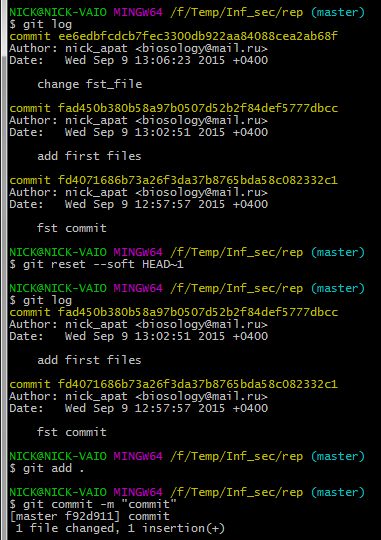 NICK@NICK-VAIO MINGW64 /f/Temp/Inf_sec/rep (master)
$ git log
commit ee6edbfcdcb7fec3300db922aa84088cea2ab68f
Author: nick_apat <biosology@mail.ru>
Date:   Wed Sep 9 13:06:23 2015 +0400
    change fst_file
commit fad450b380b58a97b0507d52b2f84def5777dbcc
Author: nick_apat <biosology@mail.ru>
Date:   Wed Sep 9 13:02:51 2015 +0400
    add first files
commit fd4071686b73a26f3da37b8765bda58c082332c1
Author: nick_apat <biosology@mail.ru>
Date:   Wed Sep 9 12:57:57 2015 +0400
    fst commit
NICK@NICK-VAIO MINGW64 /f/Temp/Inf_sec/rep (master)
$ git reset --soft HEAD~1
NICK@NICK-VAIO MINGW64 /f/Temp/Inf_sec/rep (master)
$ git log
commit fad450b380b58a97b0507d52b2f84def5777dbcc
Author: nick_apat <biosology@mail.ru>
Date:   Wed Sep 9 13:02:51 2015 +0400
    add first files
commit fd4071686b73a26f3da37b8765bda58c082332c1
Author: nick_apat <biosology@mail.ru>
Date:   Wed Sep 9 12:57:57 2015 +0400
    fst commit
NICK@NICK-VAIO MINGW64 /f/Temp/Inf_sec/rep (master)
$ git add .
NICK@NICK-VAIO MINGW64 /f/Temp/Inf_sec/rep (master)
$ git commit -m "commit"
[master f92d911] commit
 1 file changed, 1 insertion(+)